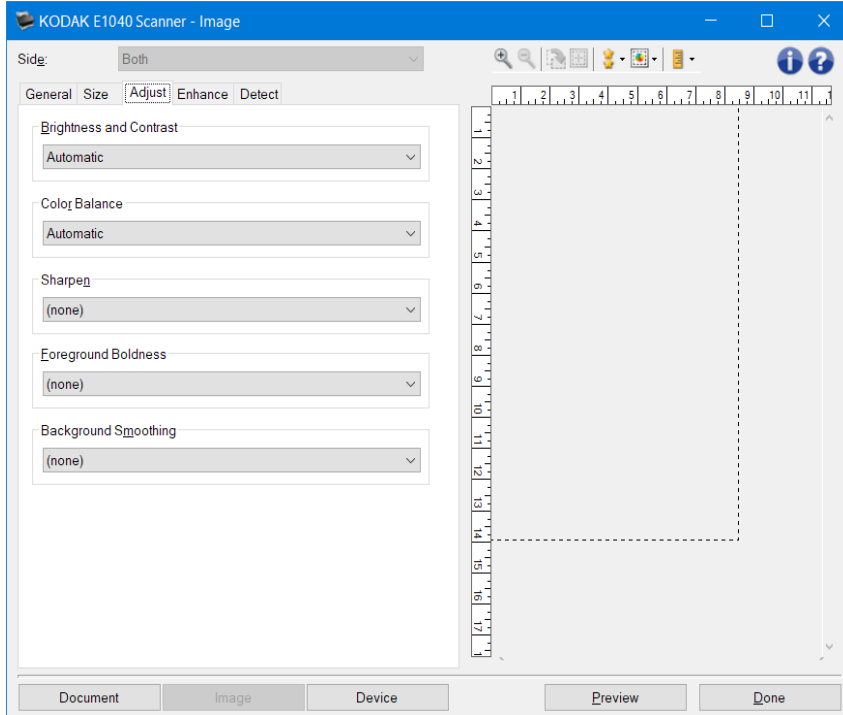 KODAK E1040 Scanner - Image
Side: Both
General Size Adjust Enhance Detect
1 2 3 4 5 6 7 8 9 10 11 1
Brightness and Contrast
Automatic
Color Balance
Automatic
Sharpen
(none)
Foreground Boldness
(none)
Background Smoothing
(none)
1
2
3
4
5
6
7
8
9
10
11
12
13
14
15
16
17
1
Document Image Device Preview Done